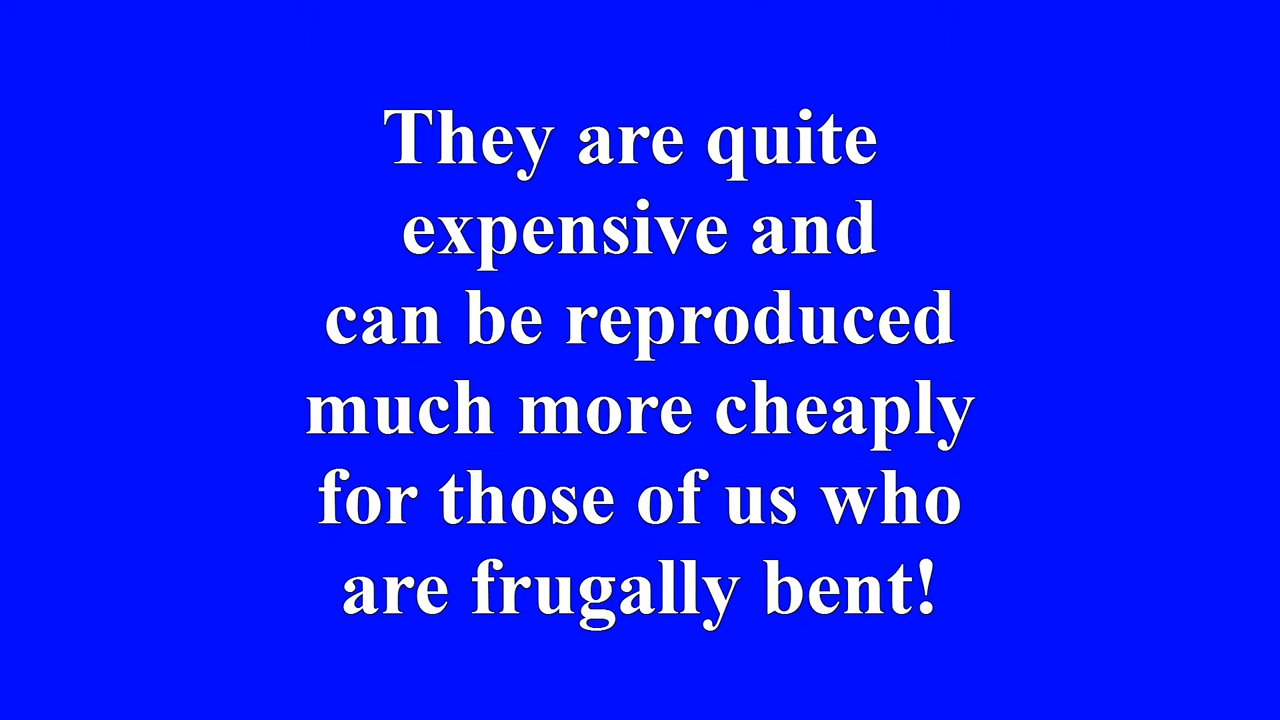 They are quite
expensive and
can be reproduced
much more cheaply
for those of us who
are frugally bent!